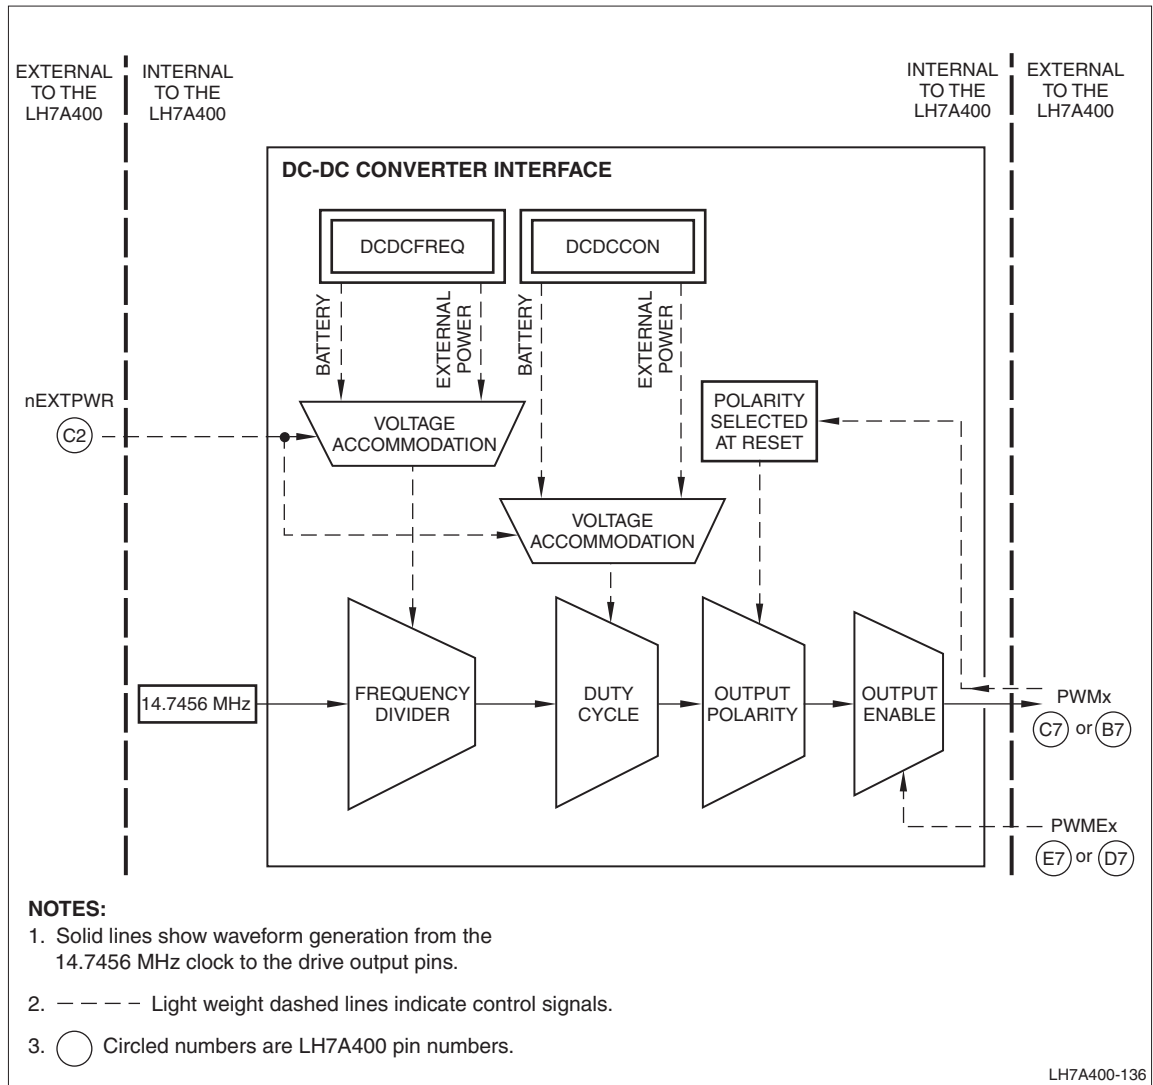 EXTERNAL
TO THE
LH7A400
INTERNAL
TO THE
LH7A400
INTERNAL
TO THE
LH7A400
EXTERNAL
TO THE
LH7A400
DC-DC CONVERTER INTERFACE
DCDCFREQ
DCDCCON
BATTERY
EXTERNAL
POWER
BATTERY
EXTERNAL
POWER
nEXTPWR
C2
VOLTAGE
ACCOMMODATION
POLARITY
SELECTED
AT RESET
VOLTAGE
ACCOMMODATION
14.7456 MHz
FREQUENCY
DIVIDER
DUTY
CYCLE
OUTPUT
POLARITY
OUTPUT
ENABLE
PWMx
C7 or B7
PWMEx
E7 or D7
NOTES:
1. Solid lines show waveform generation from the
14.7456 MHz clock to the drive output pins.
2. – – – – Light weight dashed lines indicate control signals.
3. Circled numbers are LH7A400 pin numbers.
LH7A400-136